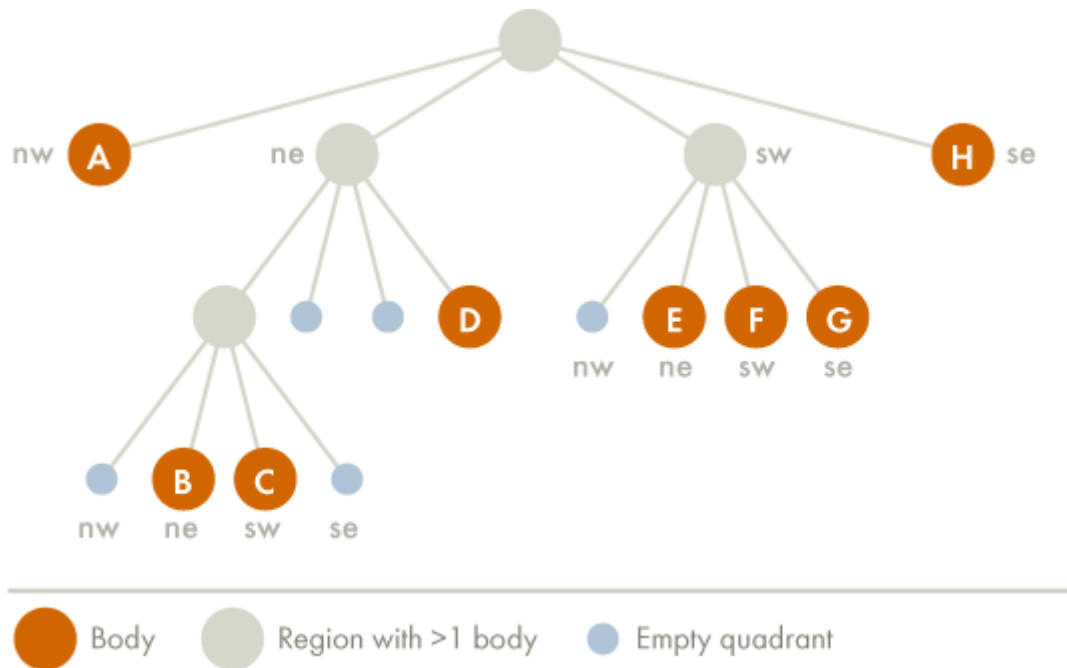 nw A ne sw H se
D E F G
nw ne sw se
B C
nw ne sw se
Body Region with >1 body Empty quadrant